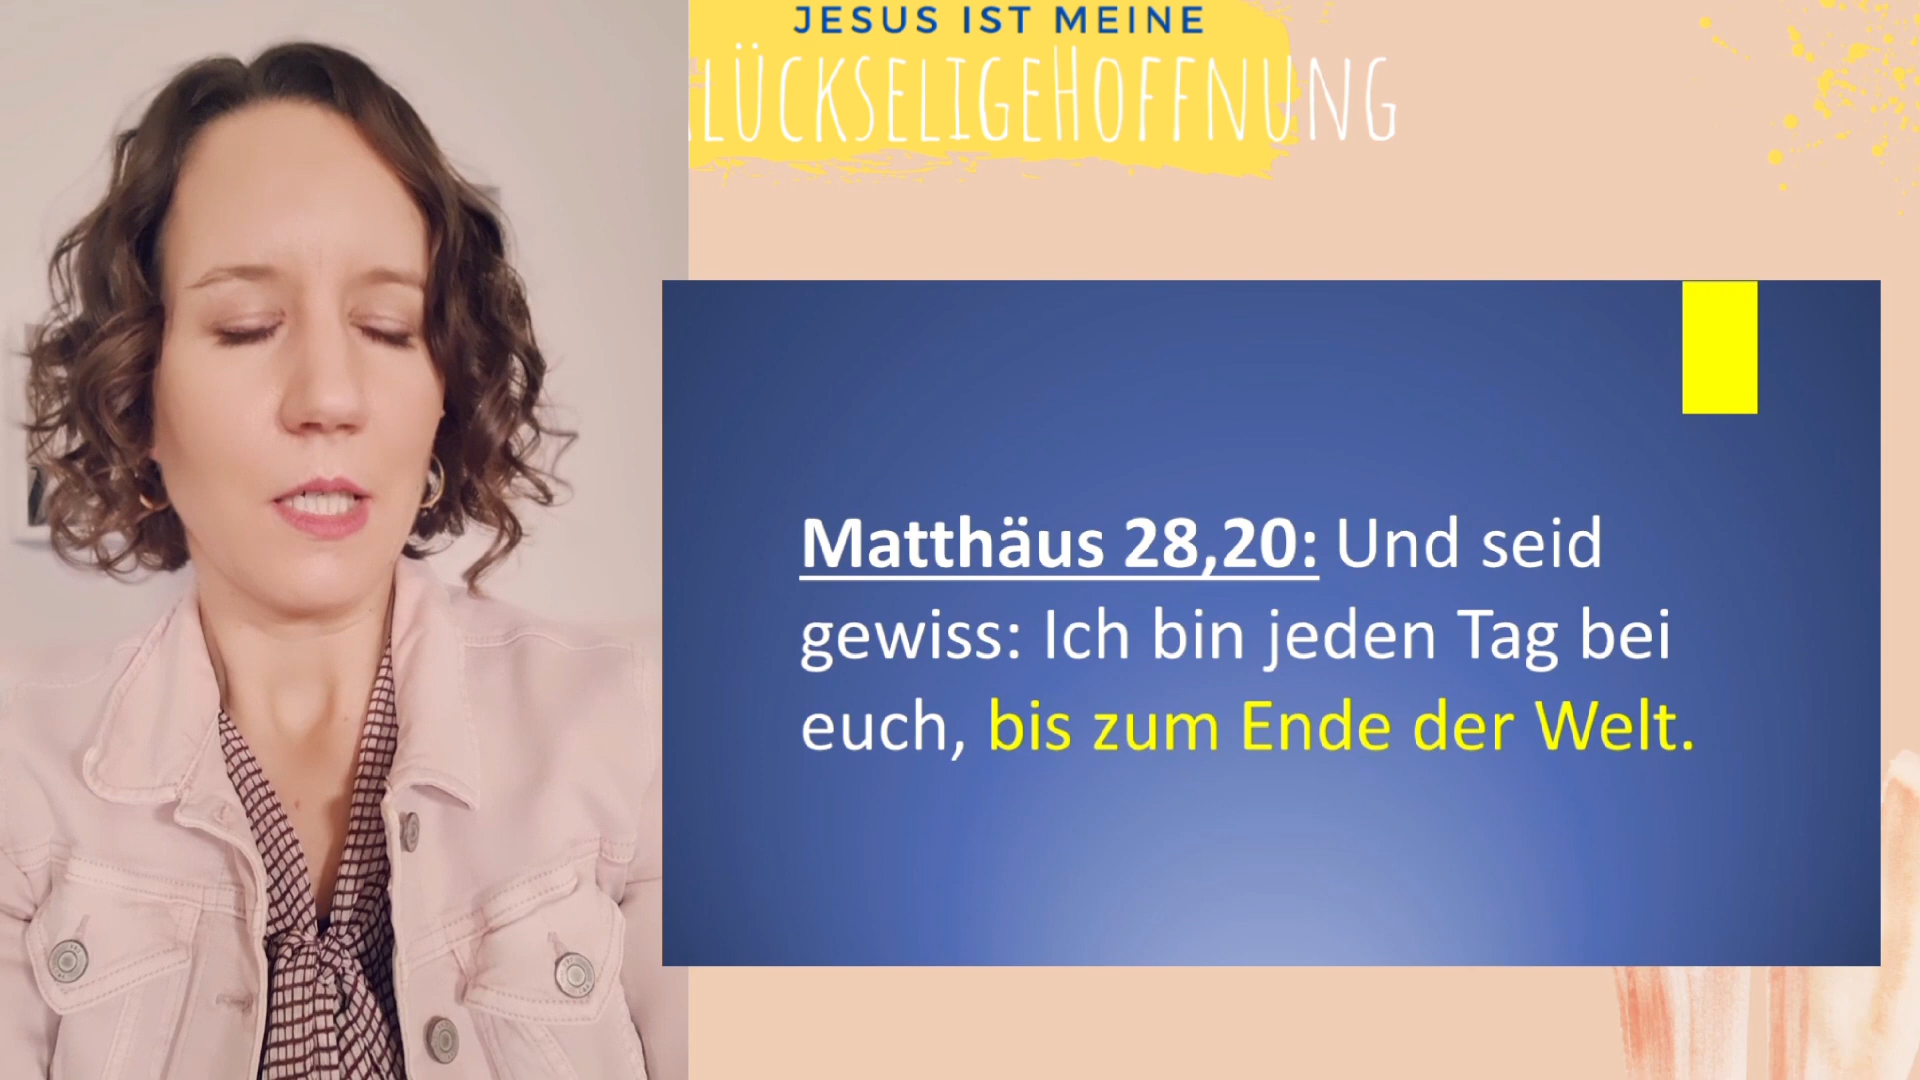 JESUS IST MEINE
LÜCKSELIGEHOFFNUNG
Matthäus 28,20: Und seid
gewiss: Ich bin jeden Tag bei
euch, bis zum Ende der Welt.